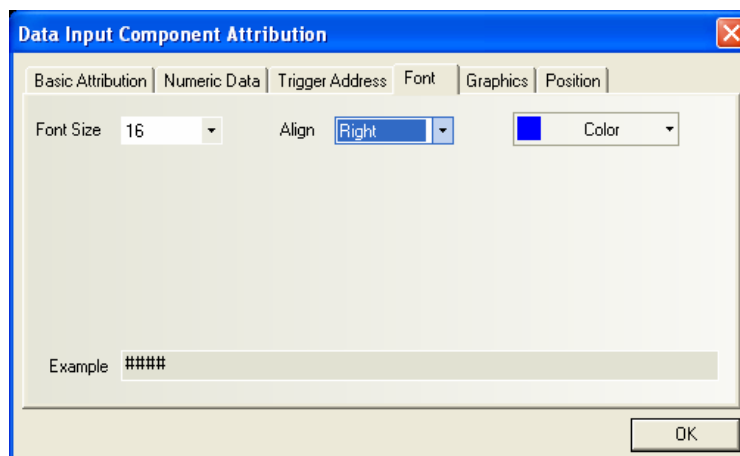 Data Input Component Attribution
Basic Attribution Numeric Data Trigger Address Font Graphics Position
Font Size 16 Align Right Color
Example ####
OK